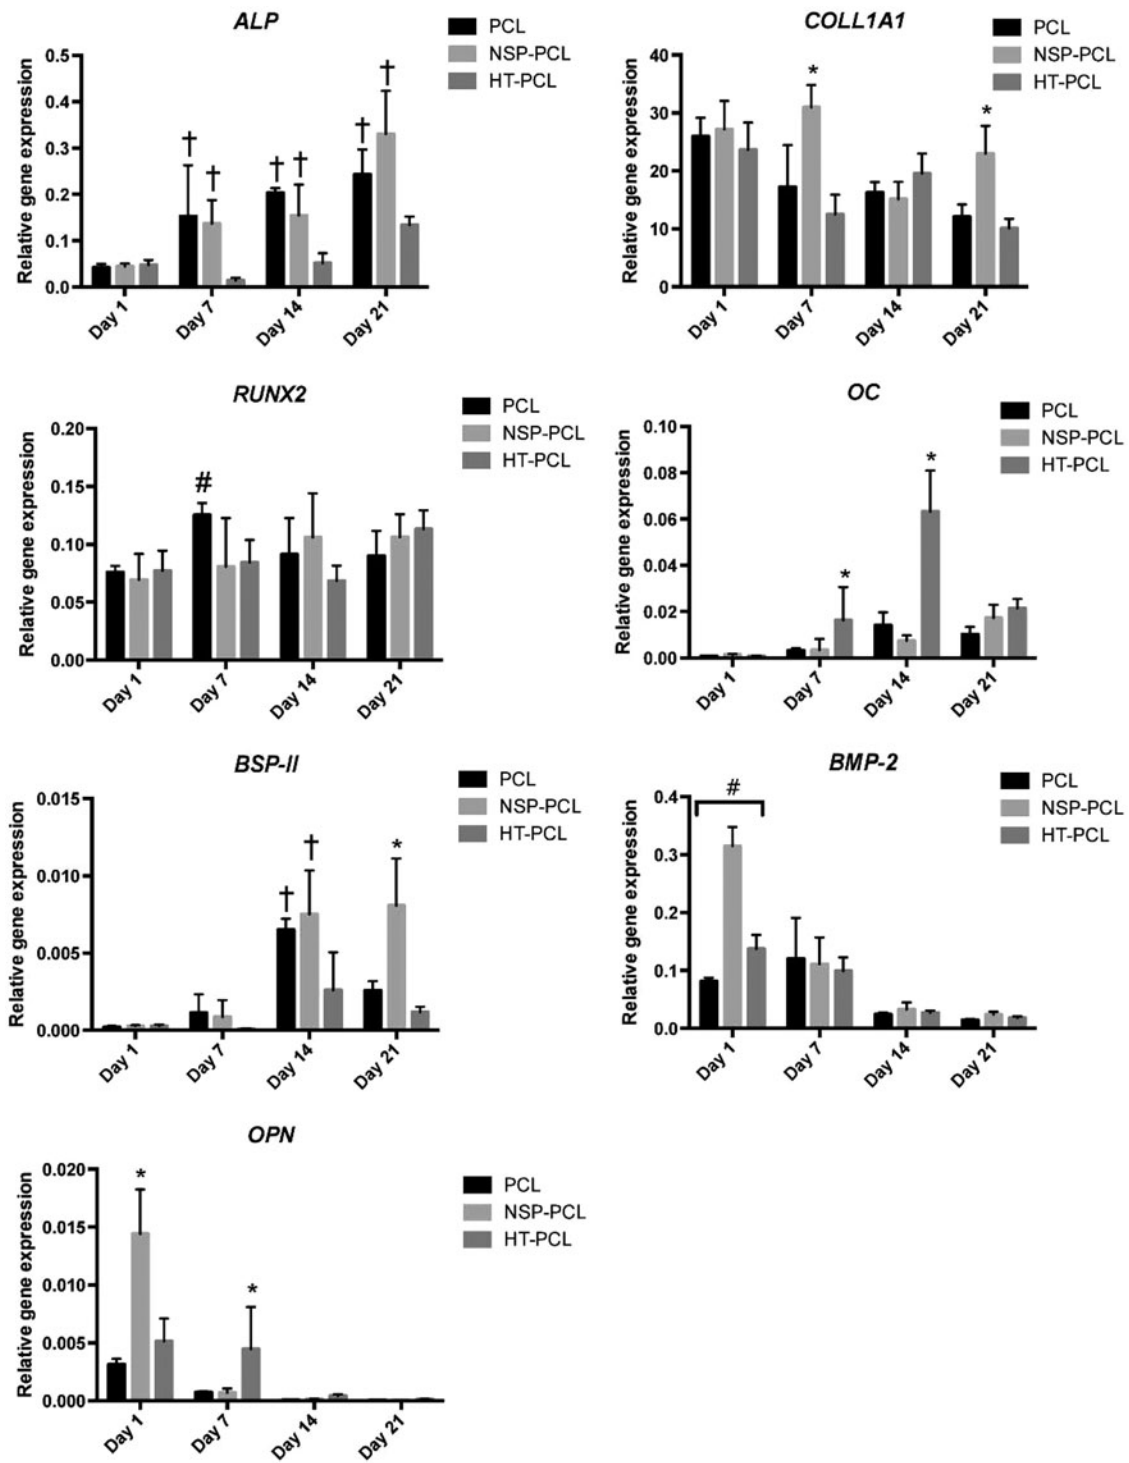 ALP
PCL
NSP-PCL
HT-PCL
Relative gene expression
0.5
0.4
0.3
0.2
0.1
0.0
† † † † † †
Day 1 Day 7 Day 14 Day 21
COLL1A1
PCL
NSP-PCL
HT-PCL
Relative gene expression
40
30
20
10
0
* *
Day 1 Day 7 Day 14 Day 21
RUNX2
PCL
NSP-PCL
HT-PCL
Relative gene expression
0.20
0.15
0.10
0.05
0.00
#
Day 1 Day 7 Day 14 Day 21
OC
PCL
NSP-PCL
HT-PCL
Relative gene expression
0.10
0.08
0.06
0.04
0.02
0.00
* *
Day 1 Day 7 Day 14 Day 21
BSP-II
PCL
NSP-PCL
HT-PCL
Relative gene expression
0.015
0.010
0.005
0.000
† † *
Day 1 Day 7 Day 14 Day 21
BMP-2
PCL
NSP-PCL
HT-PCL
Relative gene expression
0.4
0.3
0.2
0.1
0.0
#
Day 1 Day 7 Day 14 Day 21
OPN
PCL
NSP-PCL
HT-PCL
Relative gene expression
0.020
0.015
0.010
0.005
0.000
* *
Day 1 Day 7 Day 14 Day 21